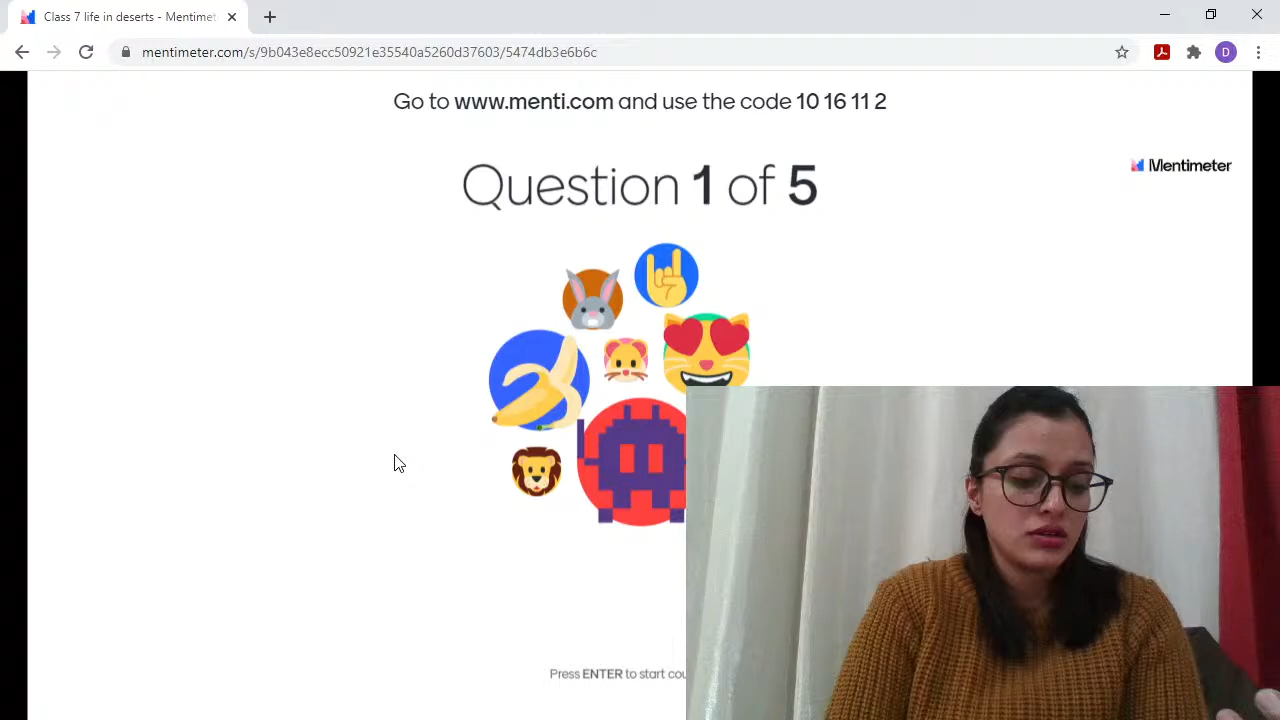 Class 7 life in deserts - Mentimet
mentimeter.com/s/9b043e8ecc50921e35540a5260d37603/5474db3e6b6c
D
Go to www.menti.com and use the code 10 16 11 2
Mentimeter
Question 1 of 5
Press ENTER to start cou